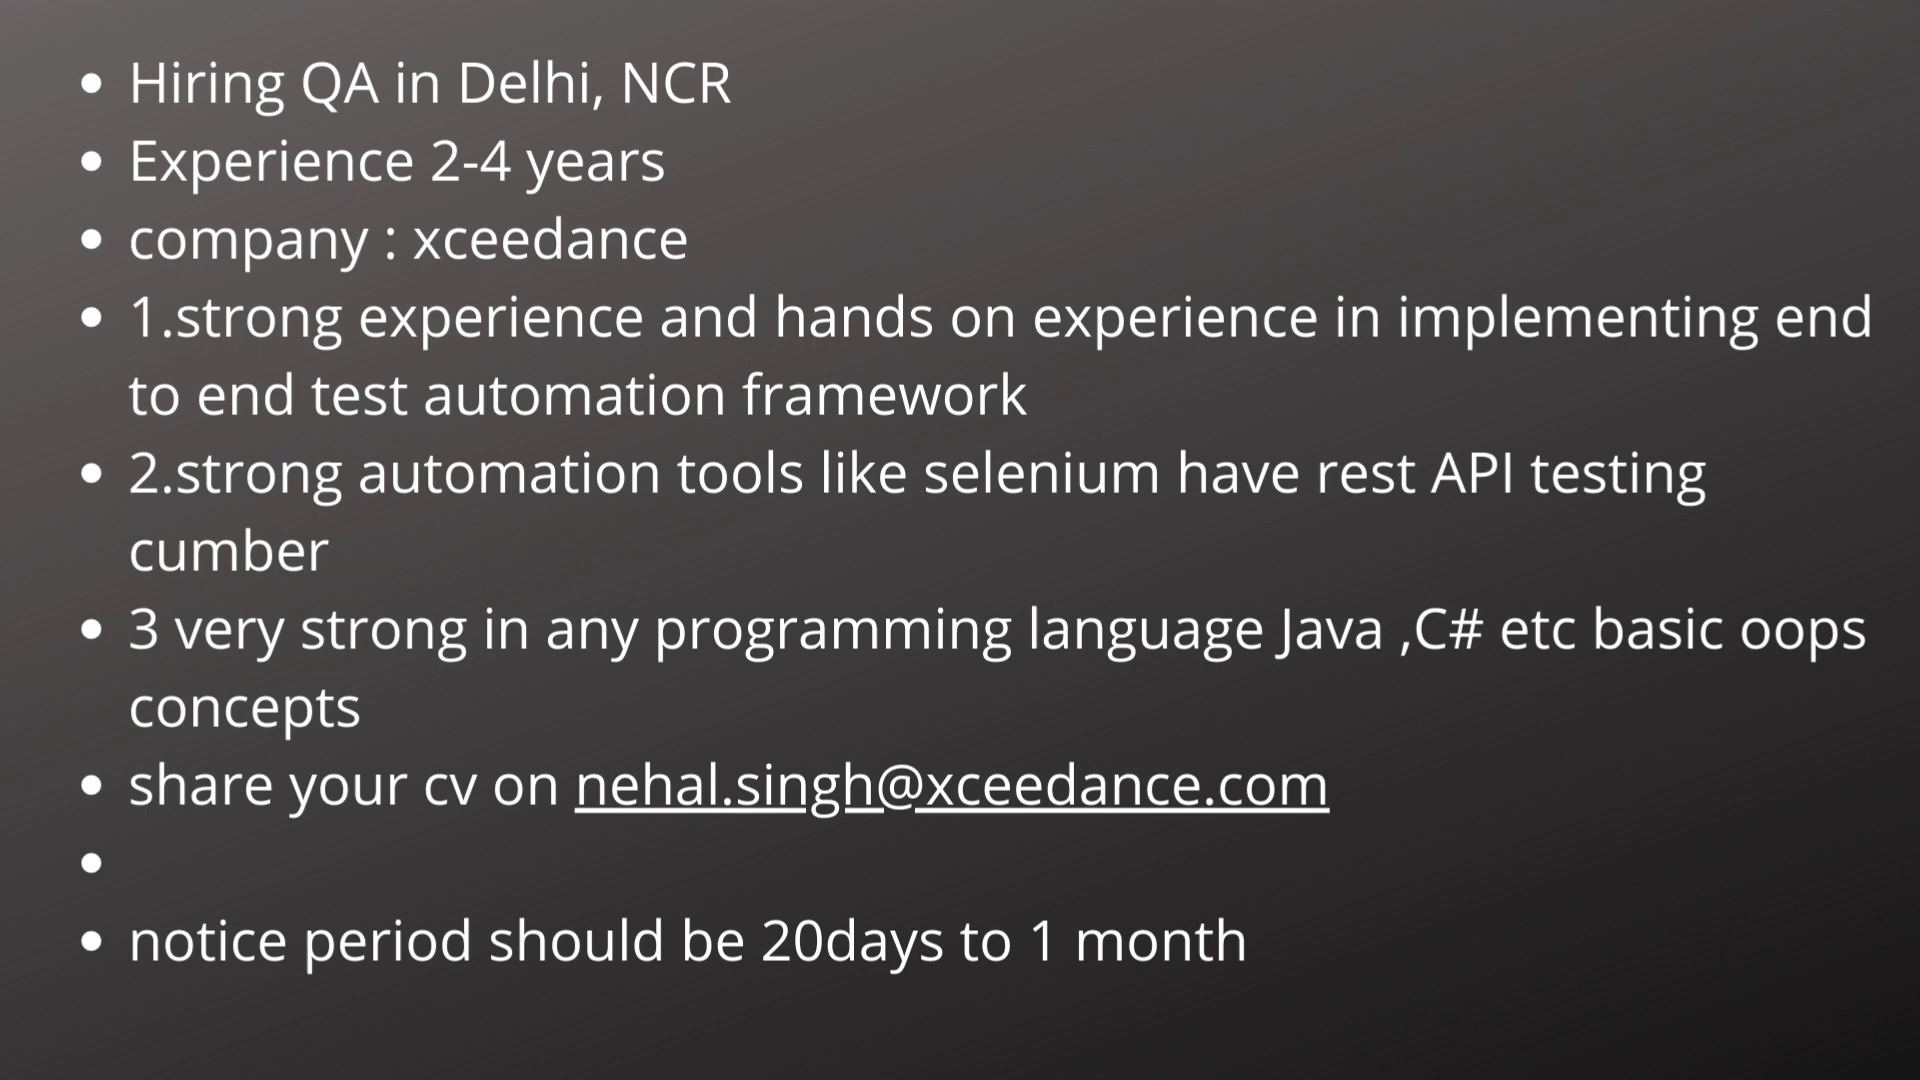 Hiring QA in Delhi, NCR
Experience 2-4 years
company : xceedance
1.strong experience and hands on experience in implementing end
to end test automation framework
2.strong automation tools like selenium have rest API testing
cumber
3 very strong in any programming language Java ,C# etc basic oops
concepts
share your cv on nehal.singh@xceedance.com
notice period should be 20days to 1 month